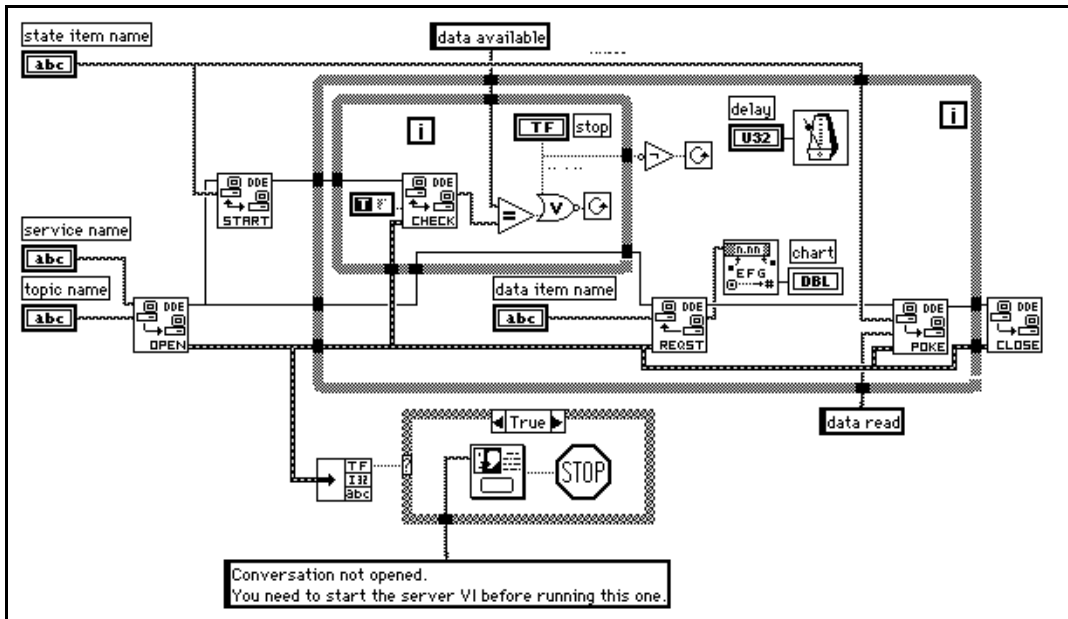 state item name
abc
data available
i
TF
stop
delay
U32
i
DDE
START
T
DDE
CHECK
=
V
service name
abc
topic name
abc
DDE
OPEN
data item name
abc
DDE
REQST
n.nn
EFG
#
chart
DBL
DDE
POKE
DDE
CLOSE
True
data read
TF
I32
abc
?
STOP
Conversation not opened.
You need to start the server VI before running this one.